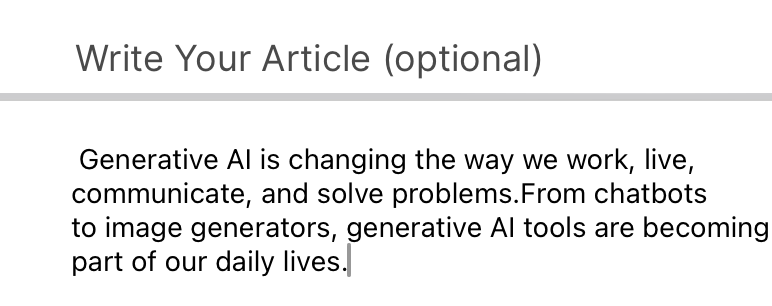 Write Your Article (optional)
Generative AI is changing the way we work, live,
communicate, and solve problems.From chatbots
to image generators, generative AI tools are becoming
part of our daily lives.